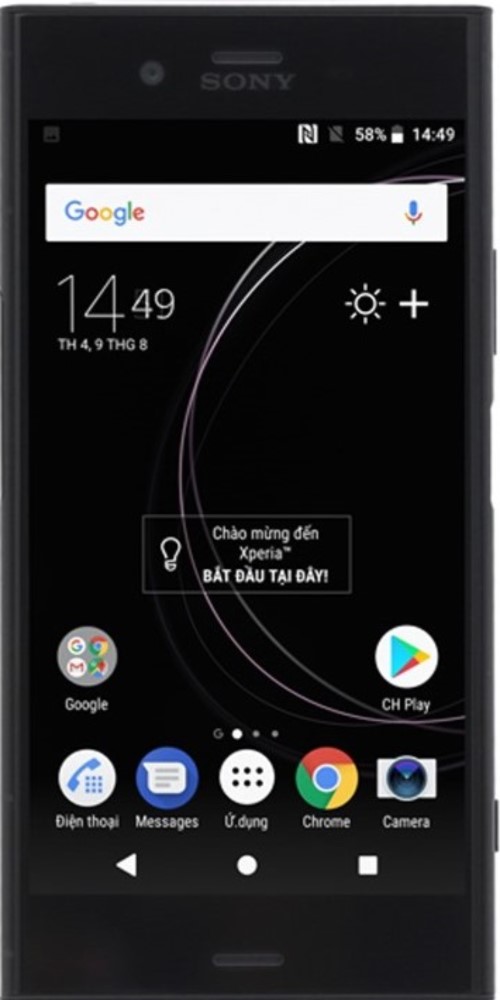 SONY
58% 14:49
Google
14 49
TH 4, 9 THG 8
Chào mừng đến
Xperia™
BẮT ĐẦU TẠI ĐÂY!
Google CH Play
G
Điện thoại Messages Ứ.dụng Chrome Camera